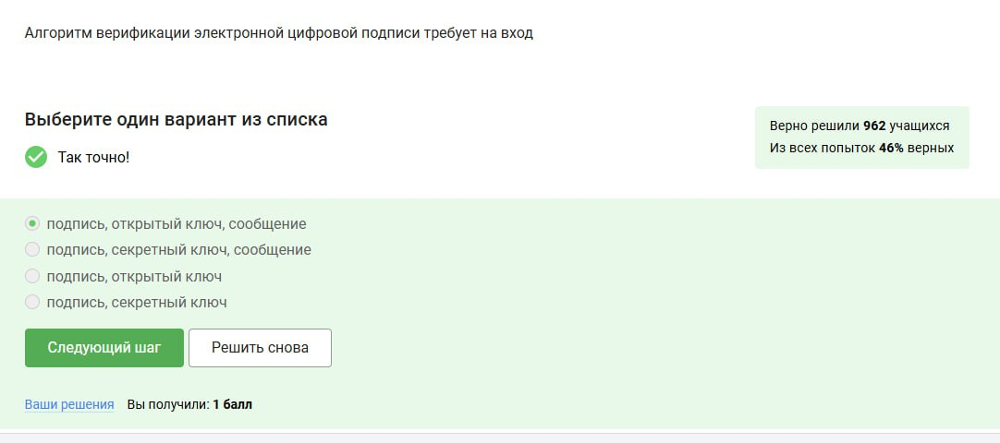 Алгоритм верификации электронной цифровой подписи требует на вход
Выберите один вариант из списка
Так точно!
Верно решили 962 учащихся
Из всех попыток 46% верных
подпись, открытый ключ, сообщение
подпись, секретный ключ, сообщение
подпись, открытый ключ
подпись, секретный ключ
Следующий шаг
Решить снова
Ваши решения Вы получили: 1 балл